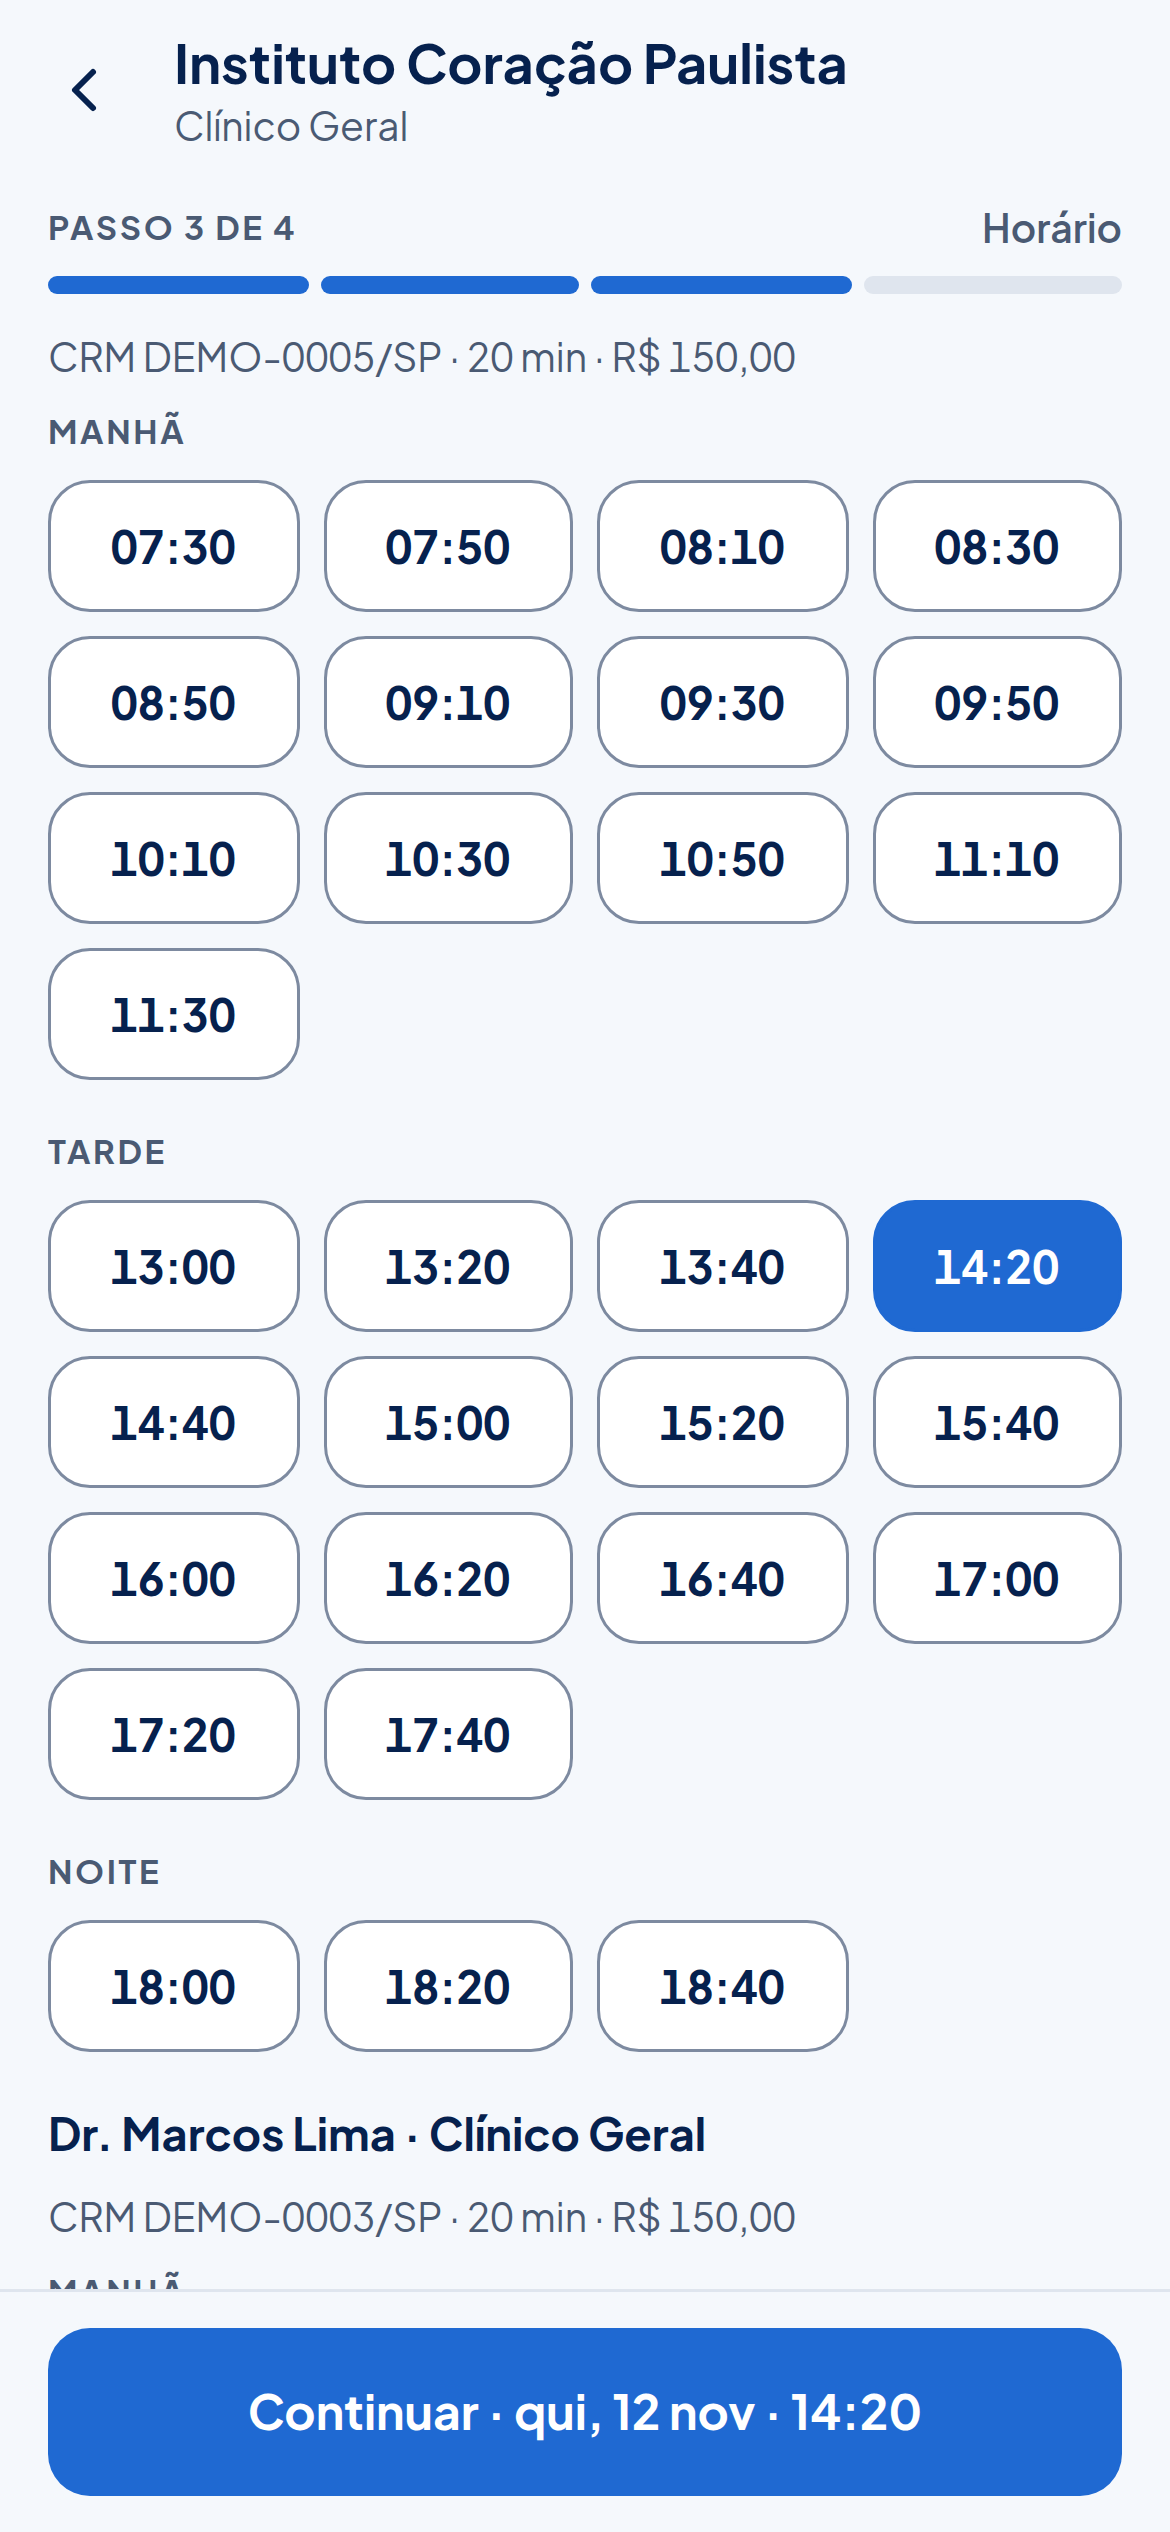 Instituto Coração Paulista
Clínico Geral
PASSO 3 DE 4 Horário
CRM DEMO-0005/SP · 20 min · R$ 150,00
MANHÃ
07:30 07:50 08:10 08:30
08:50 09:10 09:30 09:50
10:10 10:30 10:50 11:10
11:30
TARDE
13:00 13:20 13:40 14:20
14:40 15:00 15:20 15:40
16:00 16:20 16:40 17:00
17:20 17:40
NOITE
18:00 18:20 18:40
Dr. Marcos Lima · Clínico Geral
CRM DEMO-0003/SP · 20 min · R$ 150,00
MANHÃ
Continuar · qui, 12 nov · 14:20